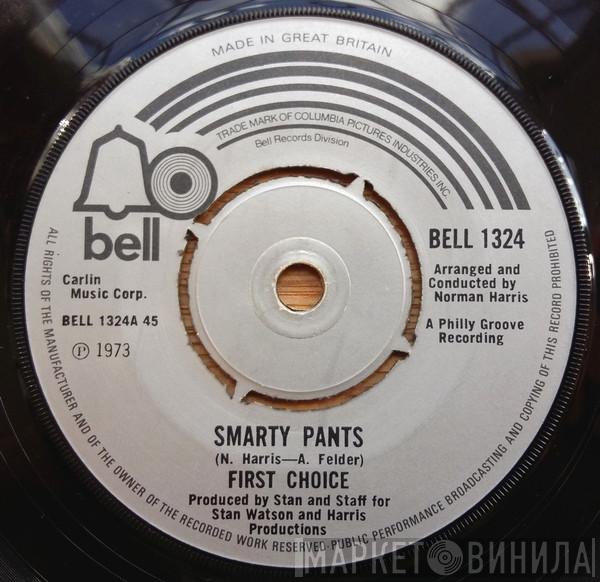 MADE IN GREAT BRITAIN
TRADE MARK OF COLUMBIA PICTURES INDUSTRIES INC.
Bell Records Division
bell
BELL 1324
Carlin
Music Corp.
Arranged and
Conducted by
Norman Harris
BELL 1324A 45
A Philly Groove
Recording
Ⓟ 1973
SMARTY PANTS
(N. Harris—A. Felder)
FIRST CHOICE
Produced by Stan and Staff for
Stan Watson and Harris
Productions
ALL RIGHTS OF THE MANUFACTURER AND OF THE OWNER OF THE RECORDED WORK RESERVED-PUBLIC PERFORMANCE BROADCASTING AND COPYING OF THIS RECORD PROHIBITED
МАРКЕТ ВИНИЛА